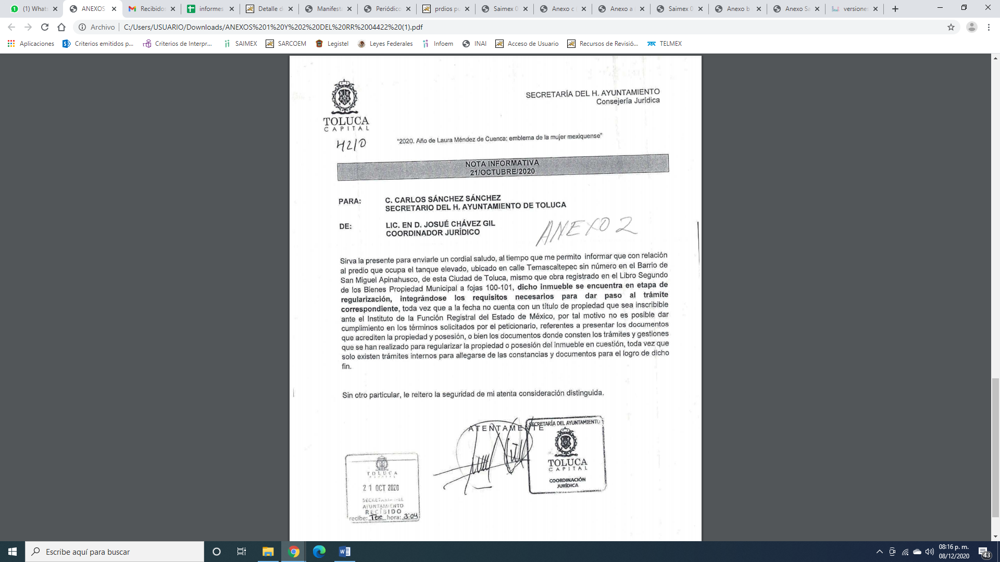 (1) Whats
ANEXOS
Recibidos
informes
Detalle d
Manifesta
Periódico
prdios pu
Saimex 0
Anexo c
Anexo a
Saimex 0
Anexo b
Anexo Sa
versiones
Archivo | C:/Users/USUARIO/Downloads/ANEXOS%201%20Y%202%20DEL%20RR%2004422%20(1).pdf
Aplicaciones Criterios emitidos p... Criterios de Interpr... SAIMEX SARCOEM Legistel Leyes Federales Infoem INAI Acceso de Usuario Recursos de Revisió... TELMEX
SECRETARÍA DEL H. AYUNTAMIENTO
Consejería Jurídica
TOLUCA
CAPITAL
4210
"2020. Año de Laura Méndez de Cuenca; emblema de la mujer mexiquense"
NOTA INFORMATIVA
21/OCTUBRE/2020
PARA: C. CARLOS SÁNCHEZ SÁNCHEZ
SECRETARIO DEL H. AYUNTAMIENTO DE TOLUCA
DE: LIC. EN D. JOSUÉ CHÁVEZ GIL
COORDINADOR JURÍDICO
ANEXO 2
Sirva la presente para enviarle un cordial saludo, al tiempo que me permito informar que con relación
al predio que ocupa el tanque elevado, ubicado en calle Temascaltepec sin número en el Barrio de
San Miguel Apinahusco, de esta Ciudad de Toluca, mismo que obra registrado en el Libro Segundo
de los Bienes Propiedad Municipal a fojas 100-101, dicho inmueble se encuentra en etapa de
regularización, integrándose los requisitos necesarios para dar paso al trámite
correspondiente, toda vez que a la fecha no cuenta con un título de propiedad que sea inscribible
ante el Instituto de la Función Registral del Estado de México, por tal motivo no es posible dar
cumplimiento en los términos solicitados por el peticionario, referentes a presentar los documentos
que acrediten la propiedad y posesión, o bien los documentos donde consten los trámites y gestiones
que se han realizado para regularizar la propiedad o posesión del inmueble en cuestión, toda vez que
solo existen trámites internos para allegarse de las constancias y documentos para el logro de dicho
fin.
Sin otro particular, le reitero la seguridad de mi atenta consideración distinguida.
ATENTAMENTE
SECRETARÍA DEL AYUNTAMIENTO
TOLUCA
CAPITAL
COORDINACIÓN
JURÍDICA
TOLUCA
CAPITAL
21 OCT 2020
SECRETARIA DEL
AYUNTAMIENTO
RECIBIDO
recibe: Tere hora: 3:04
Escribe aquí para buscar
08:16 p. m.
08/12/2020
43